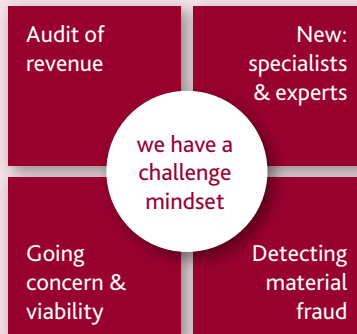 Audit of
revenue
New:
specialists
& experts
we have a
challenge
mindset
Going
concern &
viability
Detecting
material
fraud